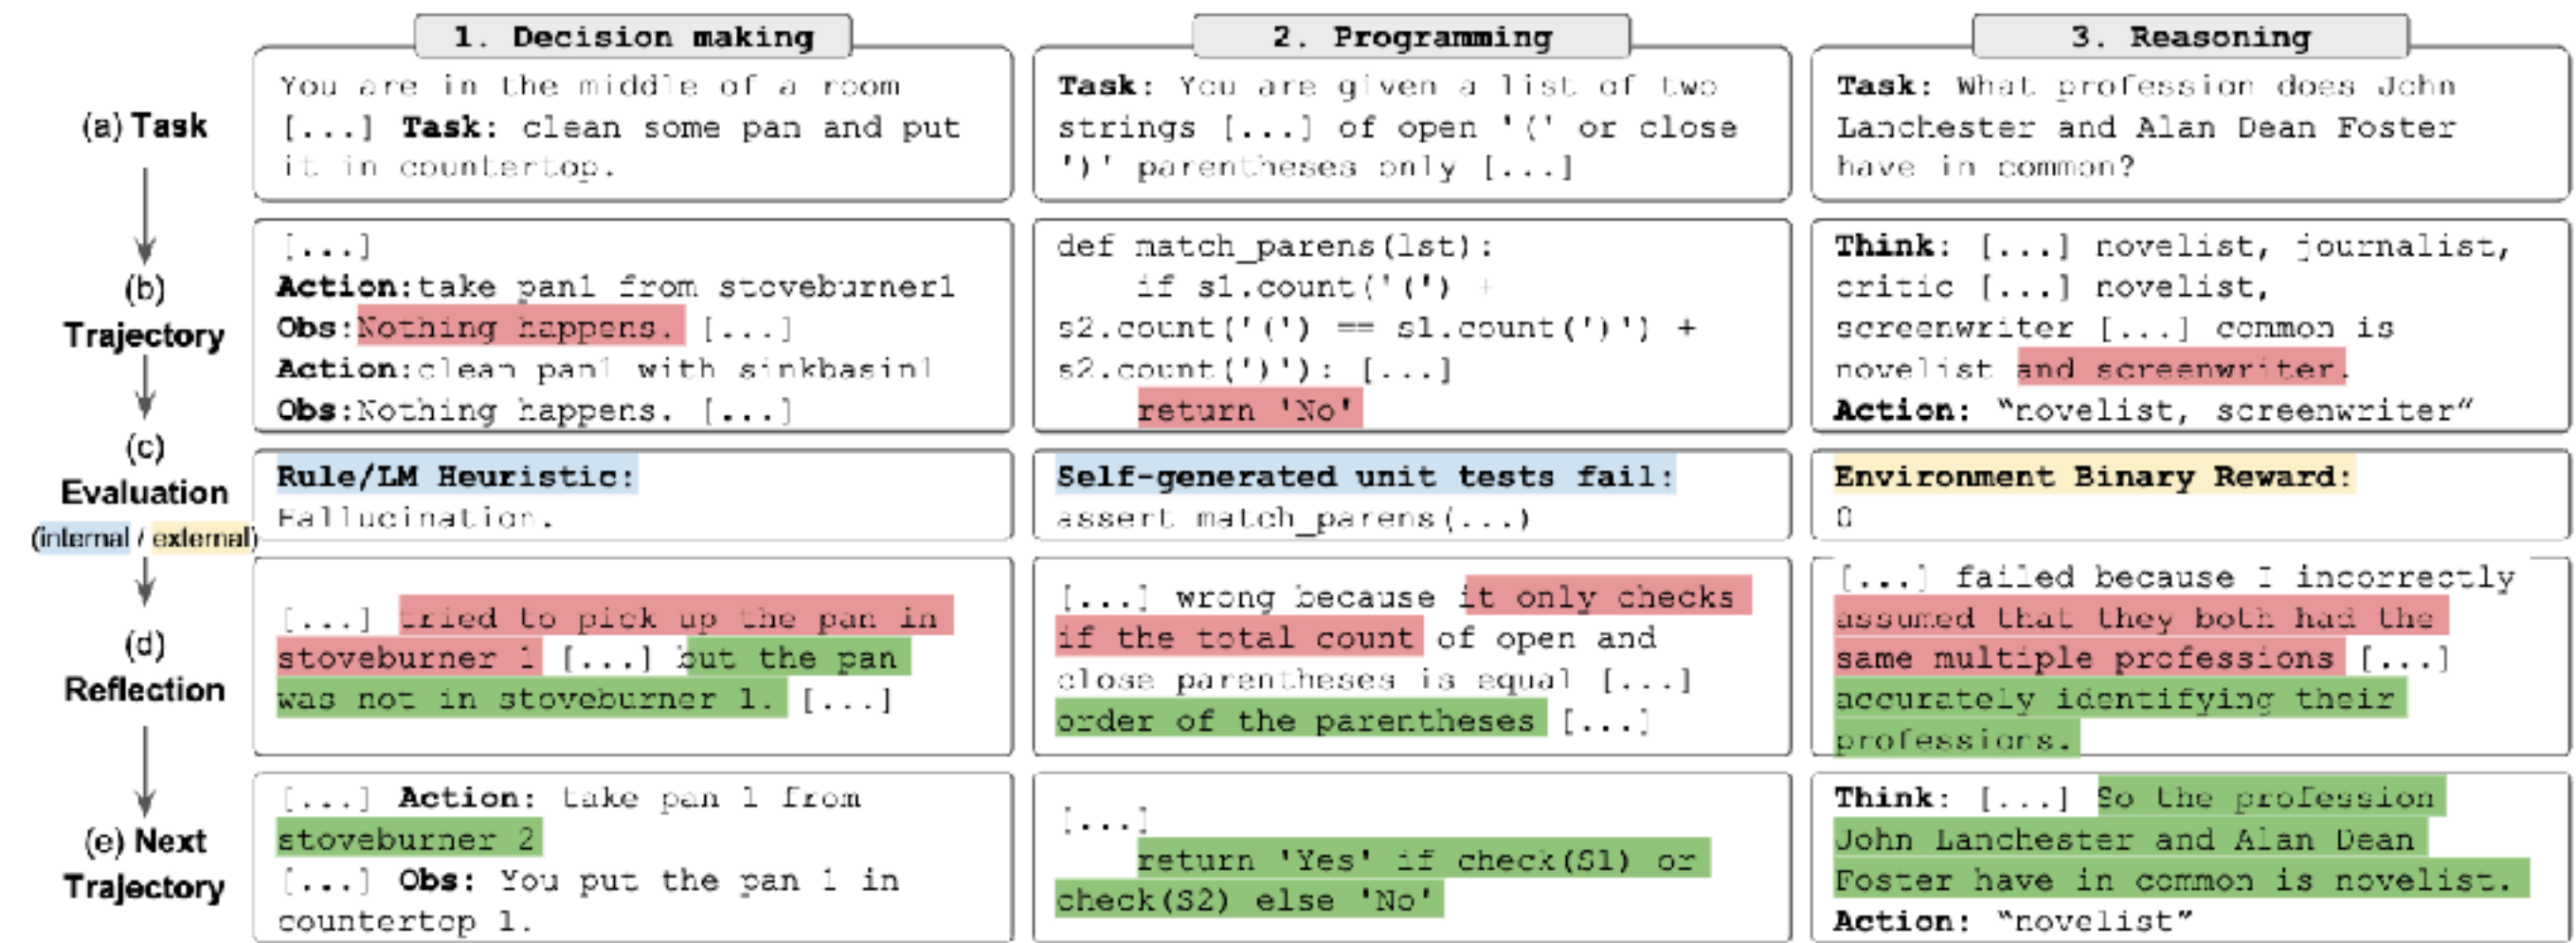 1. Decision making
2. Programming
3. Reasoning
(a) Task
You are in the middle of a room
[...] Task: clean some pan and put
it in countertop.
Task: You are given a list of two
strings [...] of open '(' or close
')' parentheses only [...]
Task: What profession does John
Lanchester and Alan Dean Foster
have in common?
(b)
Trajectory
[...]
Action:take pan1 from stoveburner1
Obs:Nothing happens. [...]
Action:clean pan1 with sinkbasin1
Obs:Nothing happens. [...]
def match_parens(lst):
if s1.count('(') +
s2.count('(') == s1.count(')') +
s2.count(')'): [...]
return 'No'
Think: [...] novelist, journalist,
critic [...] novelist,
screenwriter [...] common is
novelist and screenwriter.
Action: “novelist, screenwriter”
(c)
Evaluation
(internal / external)
Rule/LM Heuristic:
Hallucination.
Self-generated unit tests fail:
assert match_parens(...)
Environment Binary Reward:
0
(d)
Reflection
[...] tried to pick up the pan in
stoveburner 1 [...] but the pan
was not in stoveburner 1. [...]
[...] wrong because it only checks
if the total count of open and
close parentheses is equal [...]
order of the parentheses [...]
[...] failed because I incorrectly
assumed that they both had the
same multiple professions [...]
accurately identifying their
professions.
(e) Next
Trajectory
[...] Action: take pan 1 from
stoveburner 2
[...] Obs: You put the pan 1 in
countertop 1.
[...]
return 'Yes' if check(S1) or
check(S2) else 'No'
Think: [...] So the profession
John Lanchester and Alan Dean
Foster have in common is novelist.
Action: “novelist”